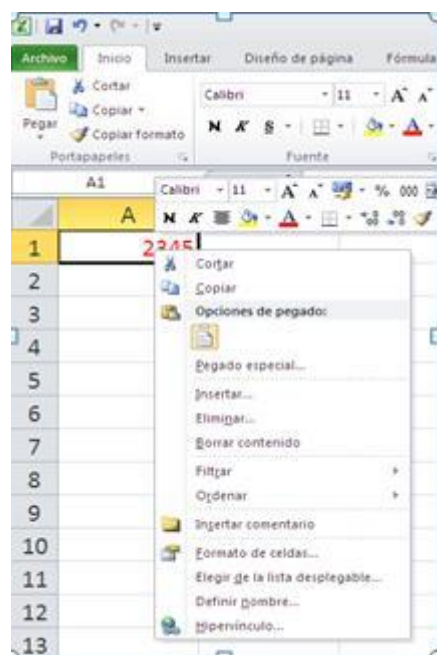 Archivo Inicio Insertar Diseño de página Fórmula
Pegar
Cortar
Copiar
Copiar formato
Portapapeles
Calibri 11 A A
N K S A
Fuente
A1
Calibri 11 A A % 000
N K A
A
1 2345
2
3
4
5
6
7
8
9
10
11
12
13
Cortar
Copiar
Opciones de pegado:
Pegado especial...
Insertar...
Eliminar...
Borrar contenido
Filtrar
Ordenar
Insertar comentario
Formato de celdas...
Elegir de la lista desplegable...
Definir nombre...
Hipervínculo...